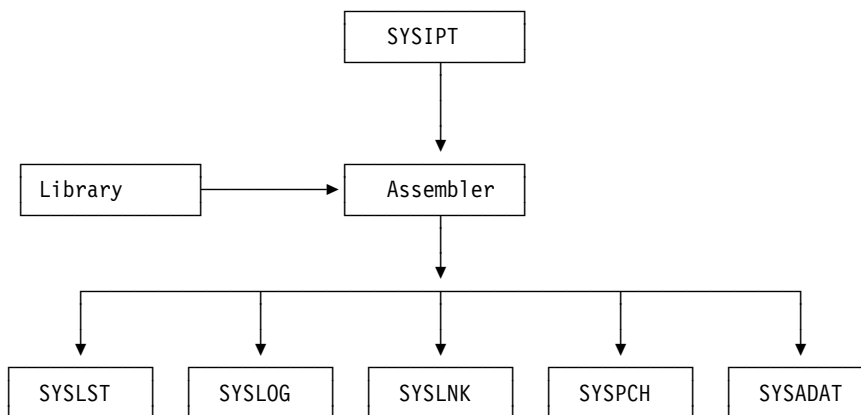 SYSIPT
Library
Assembler
SYSLST
SYSLOG
SYSLNK
SYSPCH
SYSADAT